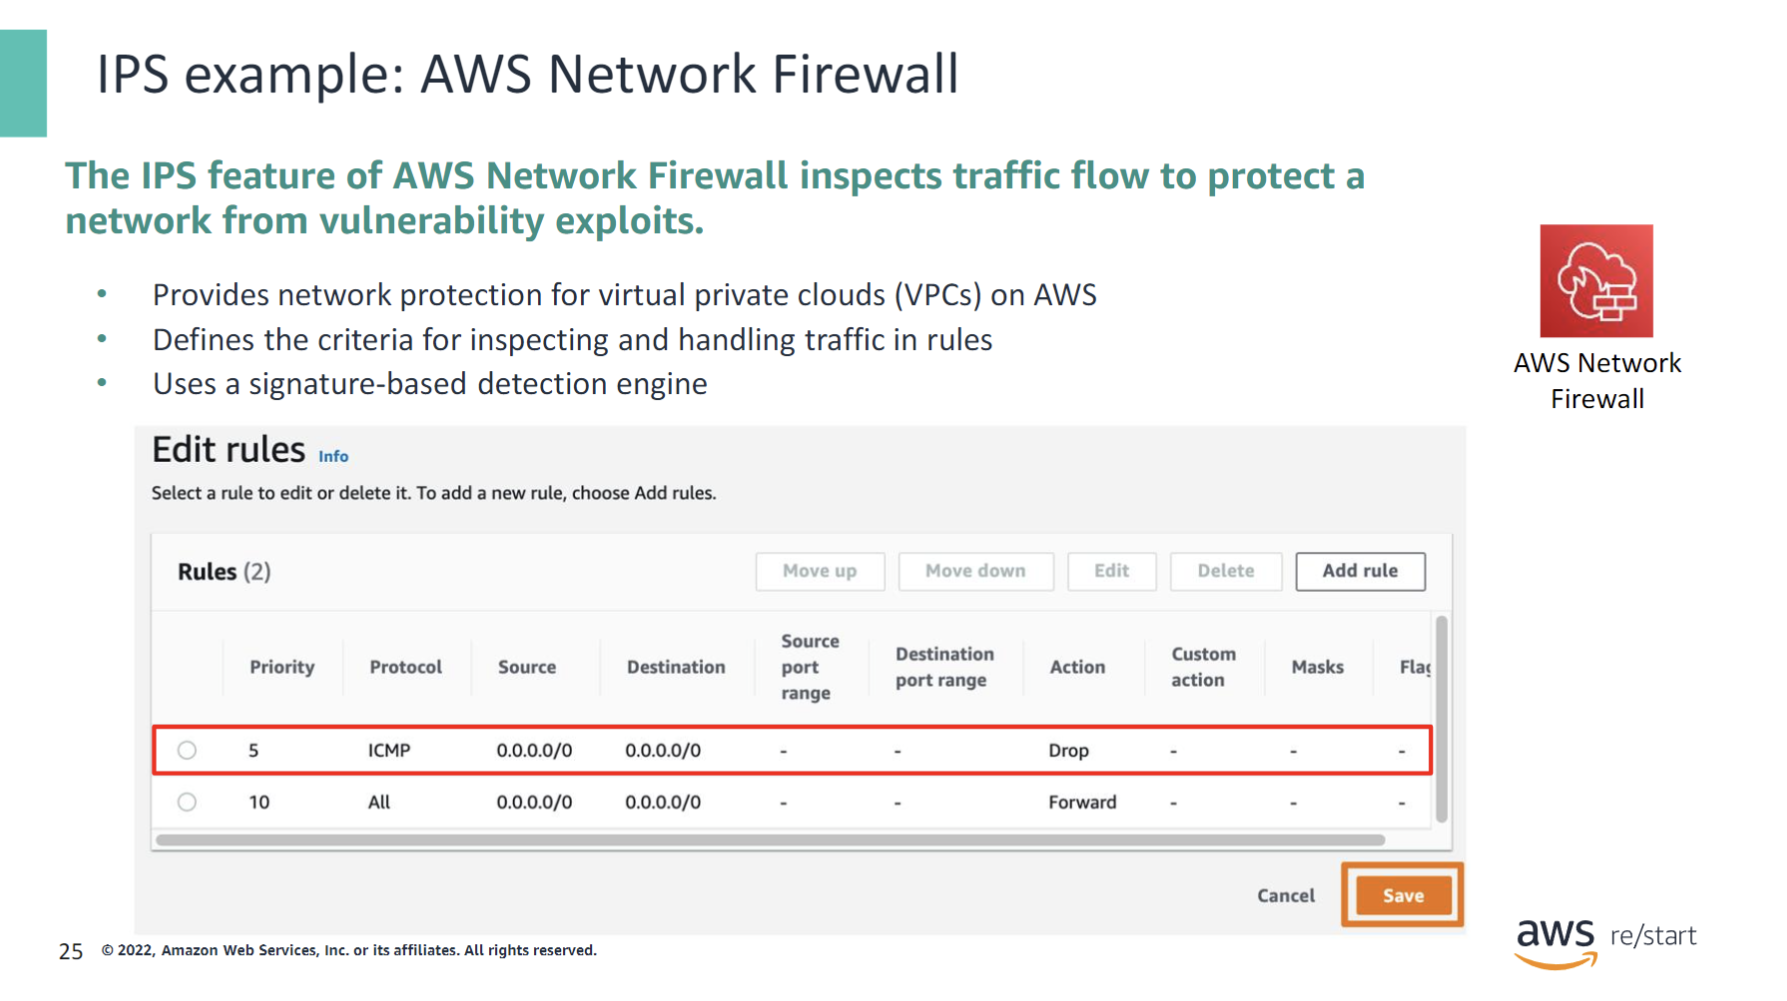 IPS example: AWS Network Firewall
The IPS feature of AWS Network Firewall inspects traffic flow to protect a
network from vulnerability exploits.
• Provides network protection for virtual private clouds (VPCs) on AWS
• Defines the criteria for inspecting and handling traffic in rules
• Uses a signature-based detection engine
AWS Network
Firewall
Edit rules Info
Select a rule to edit or delete it. To add a new rule, choose Add rules.
Rules (2) Move up Move down Edit Delete Add rule
Priority Protocol Source Destination Source port range Destination port range Action Custom action Masks Flag
5 ICMP 0.0.0.0/0 0.0.0.0/0 - - Drop - - -
10 All 0.0.0.0/0 0.0.0.0/0 - - Forward - - -
Cancel Save
25 © 2022, Amazon Web Services, Inc. or its affiliates. All rights reserved.
aws re/start